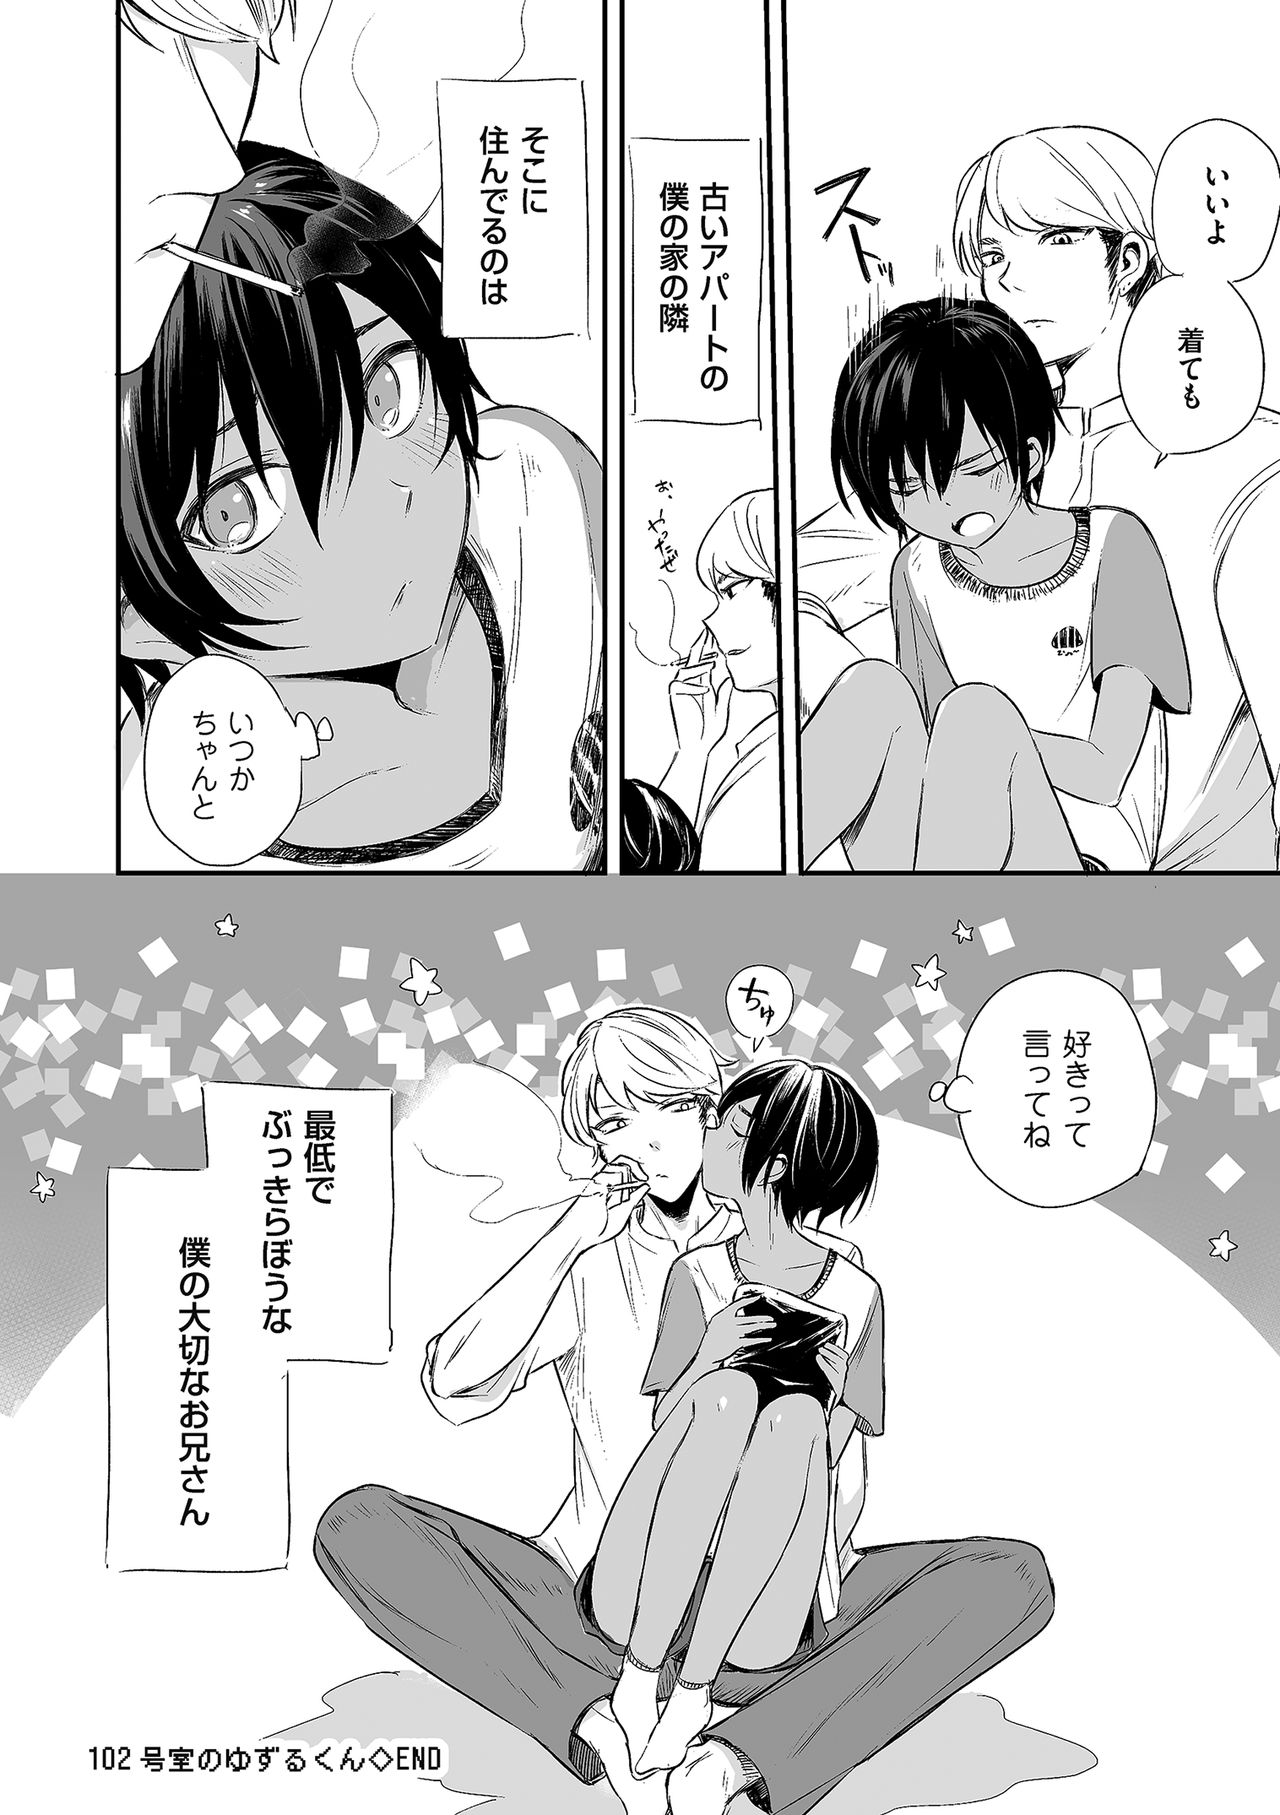 いいよ
着ても
ストッ
古いアパートの
僕の家の隣
お、
やったぜ
そこに
住んでるのは
いつか
ちゃんと
好きって
言ってね
ちゅ
最低で
ぶっきらぼうな
僕の大切なお兄さん
102号室のゆずるくん◇END